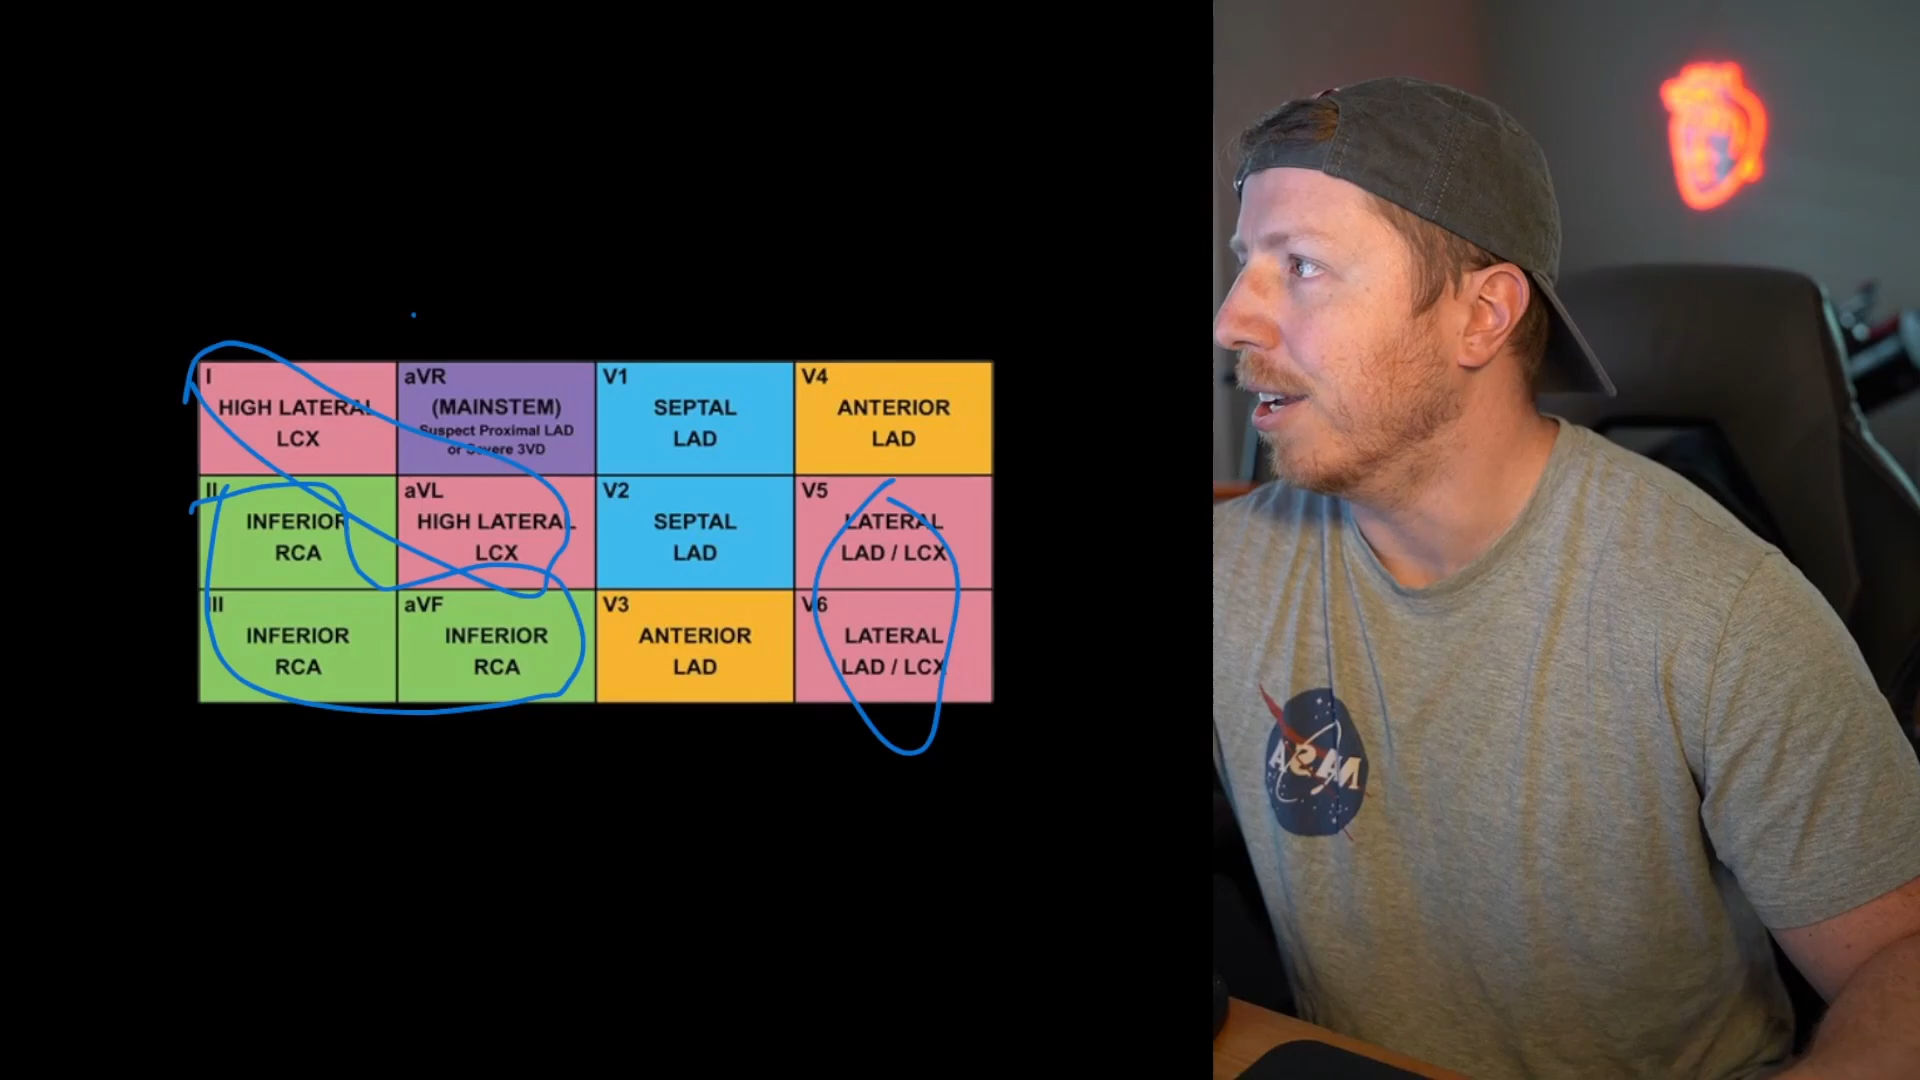 I
HIGH LATERAL
LCX
aVR
(MAINSTEM)
Suspect Proximal LAD
or Severe 3VD
V1
SEPTAL
LAD
V4
ANTERIOR
LAD
II
INFERIOR
RCA
aVL
HIGH LATERAL
LCX
V2
SEPTAL
LAD
V5
LATERAL
LAD / LCX
III
INFERIOR
RCA
aVF
INFERIOR
RCA
V3
ANTERIOR
LAD
V6
LATERAL
LAD / LCX